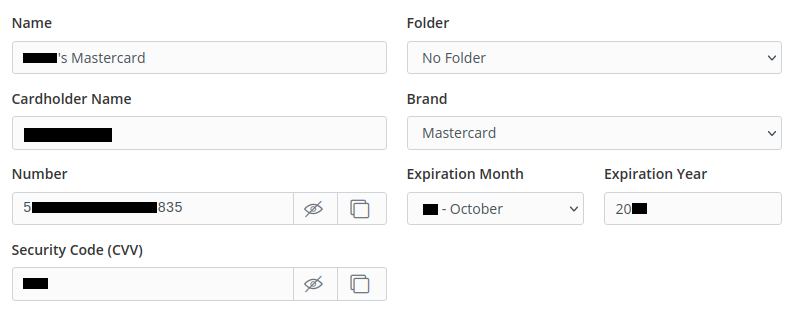 Name
Folder
's Mastercard
No Folder
Cardholder Name
Brand
Mastercard
Number
Expiration Month
Expiration Year
5 835
- October
20
Security Code (CVV)